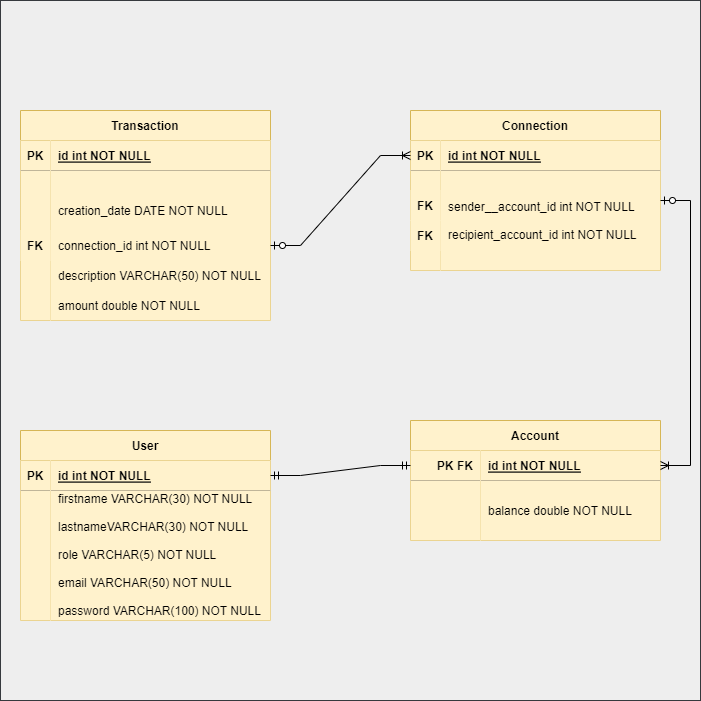 Transaction
PK id int NOT NULL
creation_date DATE NOT NULL
FK connection_id int NOT NULL
description VARCHAR(50) NOT NULL
amount double NOT NULL
Connection
PK id int NOT NULL
FK sender__account_id int NOT NULL
FK recipient_account_id int NOT NULL
User
PK id int NOT NULL
firstname VARCHAR(30) NOT NULL
lastnameVARCHAR(30) NOT NULL
role VARCHAR(5) NOT NULL
email VARCHAR(50) NOT NULL
password VARCHAR(100) NOT NULL
Account
PK FK id int NOT NULL
balance double NOT NULL